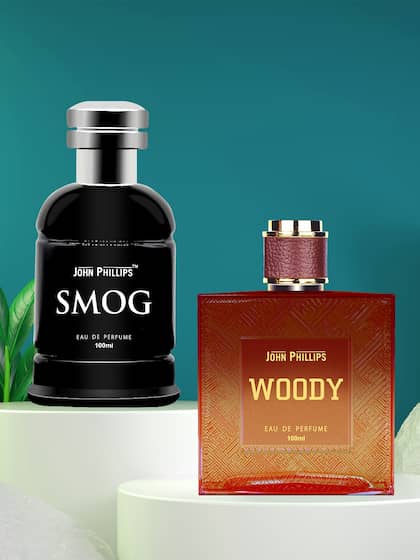 JOHN PHILLIPS™
SMOG
EAU DE PERFUME
100ml
JOHN PHILLIPS
WOODY
EAU DE PERFUME
100ml